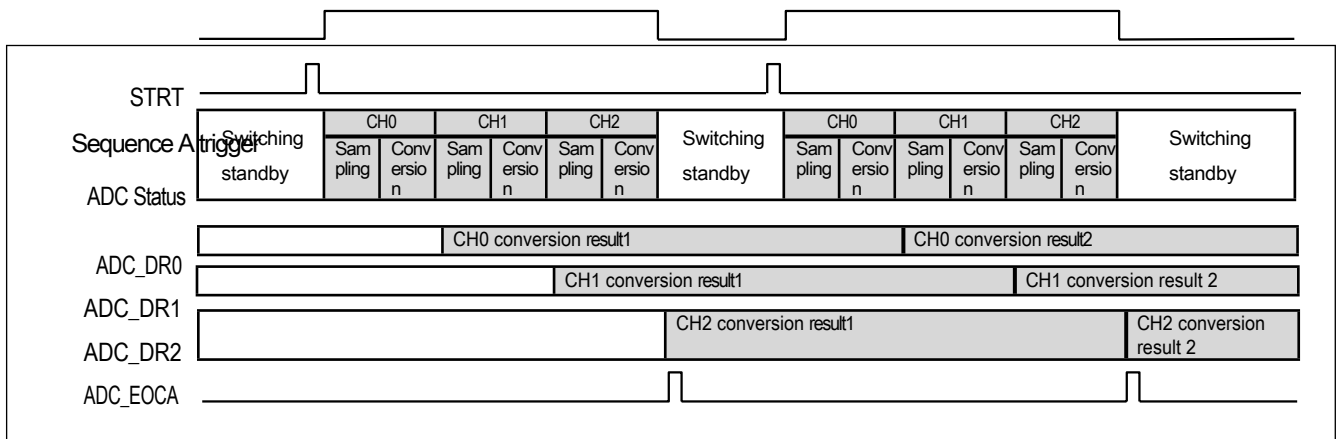 STRT
Sequence A trigger
ADC Status
Switching
standby
CH0
CH1
CH2
Sam
pling
Conv
ersio
n
Sam
pling
Conv
ersio
n
Sam
pling
Conv
ersio
n
Switching
standby
CH0
CH1
CH2
Sam
pling
Conv
ersio
n
Sam
pling
Conv
ersio
n
Sam
pling
Conv
ersio
n
Switching
standby
CH0 conversion result1
CH0 conversion result2
ADC_DR0
CH1 conversion result1
CH1 conversion result 2
ADC_DR1
CH2 conversion result1
CH2 conversion
result 2
ADC_DR2
ADC_EOCA